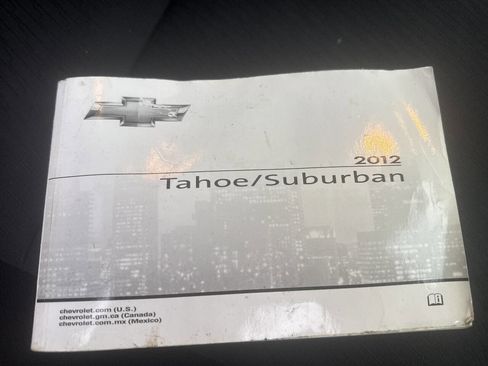 2012
Tahoe/Suburban
chevrolet.com (U.S.)
chevrolet.gm.ca (Canada)
chevrolet.com.mx (Mexico)